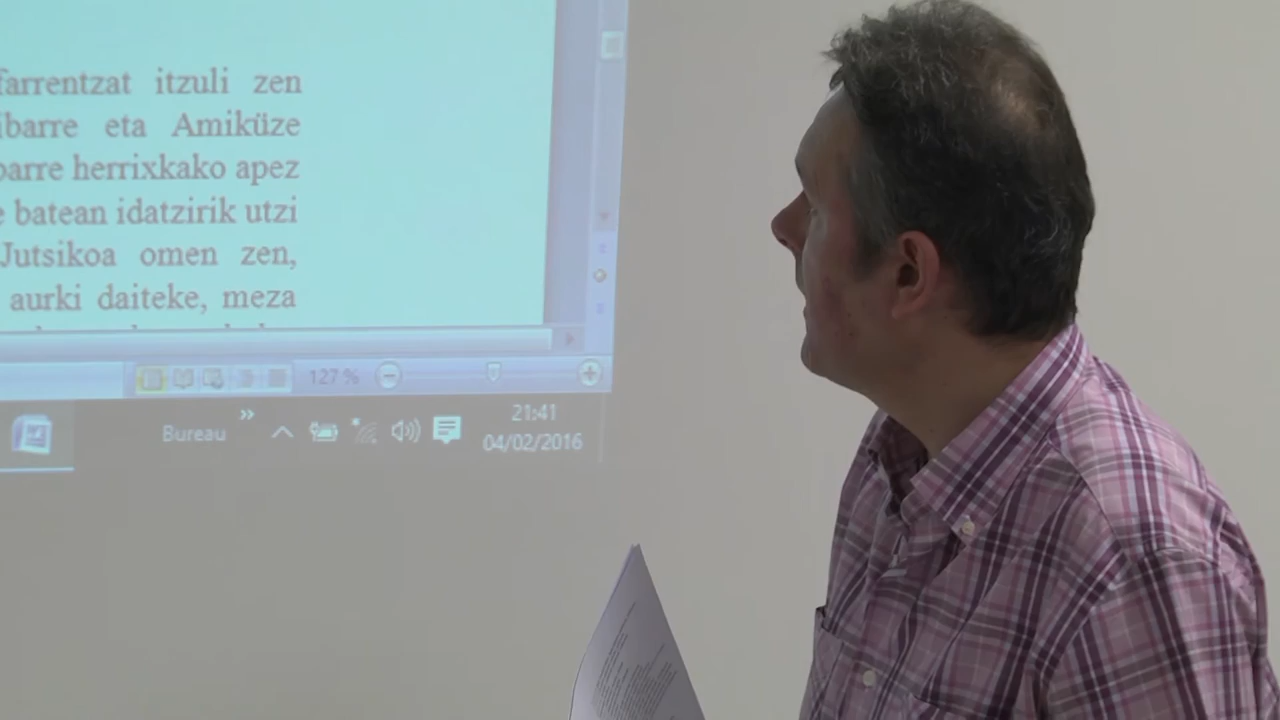 farrentzat itzuli zen
ibarre eta Amiküze
barre herrixkako apez
e batean idatzirik utzi
Jutsikoa omen zen,
aurki daiteke, meza
127 %
Bureau
21:41
04/02/2016